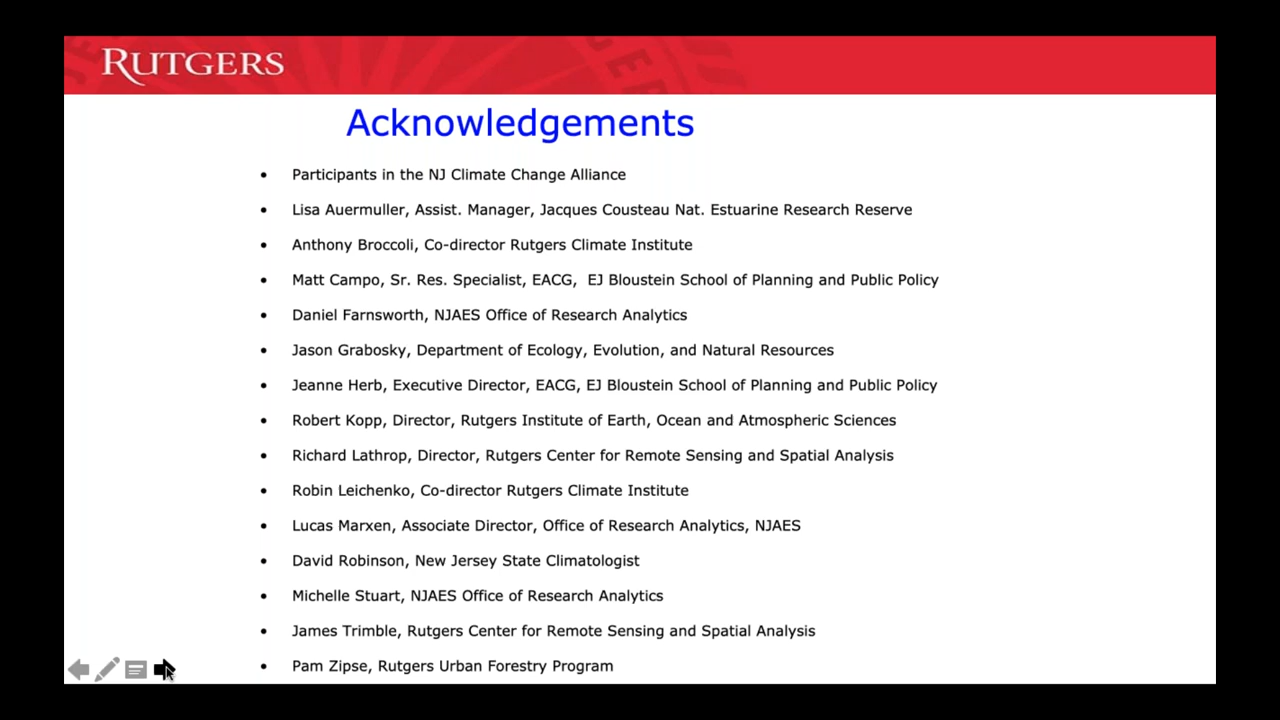 RUTGERS
Acknowledgements
• Participants in the NJ Climate Change Alliance
• Lisa Auermuller, Assist. Manager, Jacques Cousteau Nat. Estuarine Research Reserve
• Anthony Broccoli, Co-director Rutgers Climate Institute
• Matt Campo, Sr. Res. Specialist, EACG,  EJ Bloustein School of Planning and Public Policy
• Daniel Farnsworth, NJAES Office of Research Analytics
• Jason Grabosky, Department of Ecology, Evolution, and Natural Resources
• Jeanne Herb, Executive Director, EACG, EJ Bloustein School of Planning and Public Policy
• Robert Kopp, Director, Rutgers Institute of Earth, Ocean and Atmospheric Sciences
• Richard Lathrop, Director, Rutgers Center for Remote Sensing and Spatial Analysis
• Robin Leichenko, Co-director Rutgers Climate Institute
• Lucas Marxen, Associate Director, Office of Research Analytics, NJAES
• David Robinson, New Jersey State Climatologist
• Michelle Stuart, NJAES Office of Research Analytics
• James Trimble, Rutgers Center for Remote Sensing and Spatial Analysis
• Pam Zipse, Rutgers Urban Forestry Program